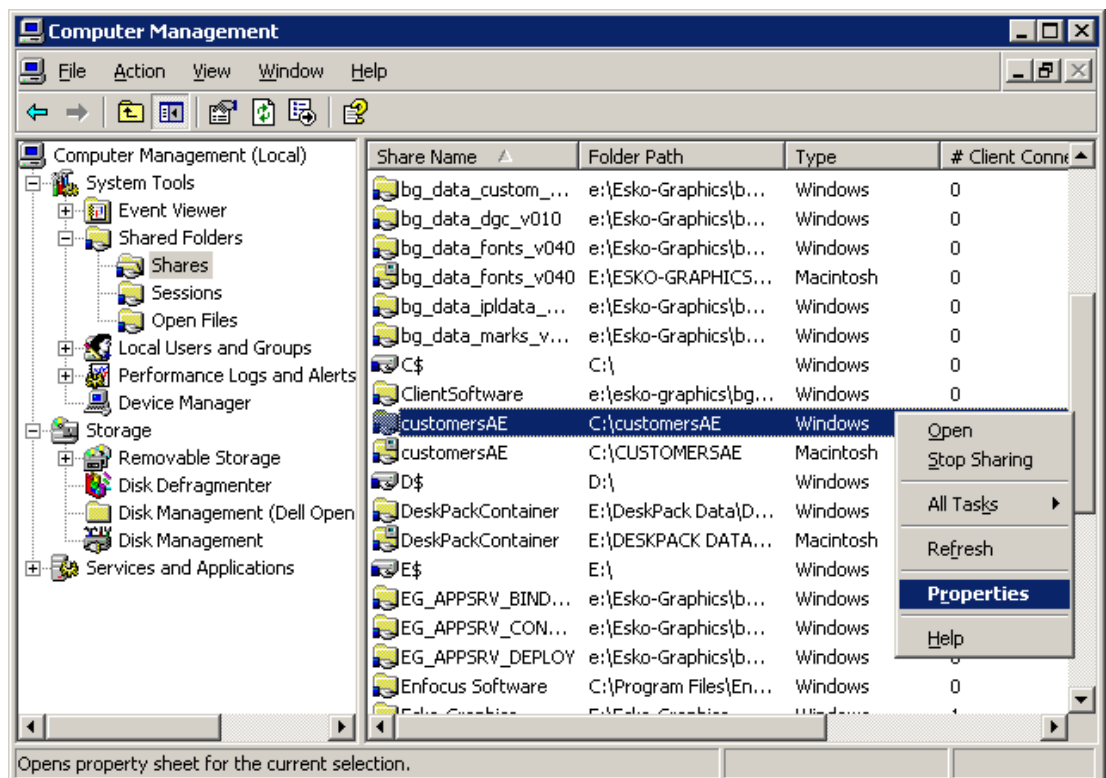 Computer Management
File Action View Window Help
Computer Management (Local)
System Tools
Event Viewer
Shared Folders
Shares
Sessions
Open Files
Local Users and Groups
Performance Logs and Alerts
Device Manager
Storage
Removable Storage
Disk Defragmenter
Disk Management (Dell Open
Disk Management
Services and Applications
Share Name Folder Path Type # Client Conne
bg_data_custom_... e:\Esko-Graphics\b... Windows 0
bg_data_dgc_v010 e:\Esko-Graphics\b... Windows 0
bg_data_fonts_v040 e:\Esko-Graphics\b... Windows 0
bg_data_fonts_v040 E:\ESKO-GRAPHICS... Macintosh 0
bg_data_ipldata_... e:\Esko-Graphics\b... Windows 0
bg_data_marks_v... e:\Esko-Graphics\b... Windows 0
C$ C:\ Windows 0
ClientSoftware e:\esko-graphics\bg... Windows 0
customersAE C:\customersAE Windows
customersAE C:\CUSTOMERSAE Macintosh
D$ D:\ Windows
DeskPackContainer E:\DeskPack Data\D... Windows
DeskPackContainer E:\DESKPACK DATA... Macintosh
E$ E:\ Windows
EG_APPSRV_BIND... e:\Esko-Graphics\b... Windows
EG_APPSRV_CON... e:\Esko-Graphics\b... Windows
EG_APPSRV_DEPLOY e:\Esko-Graphics\b... Windows
Enfocus Software C:\Program Files\En... Windows 0
Open
Stop Sharing
All Tasks
Refresh
Properties
Help
Opens property sheet for the current selection.